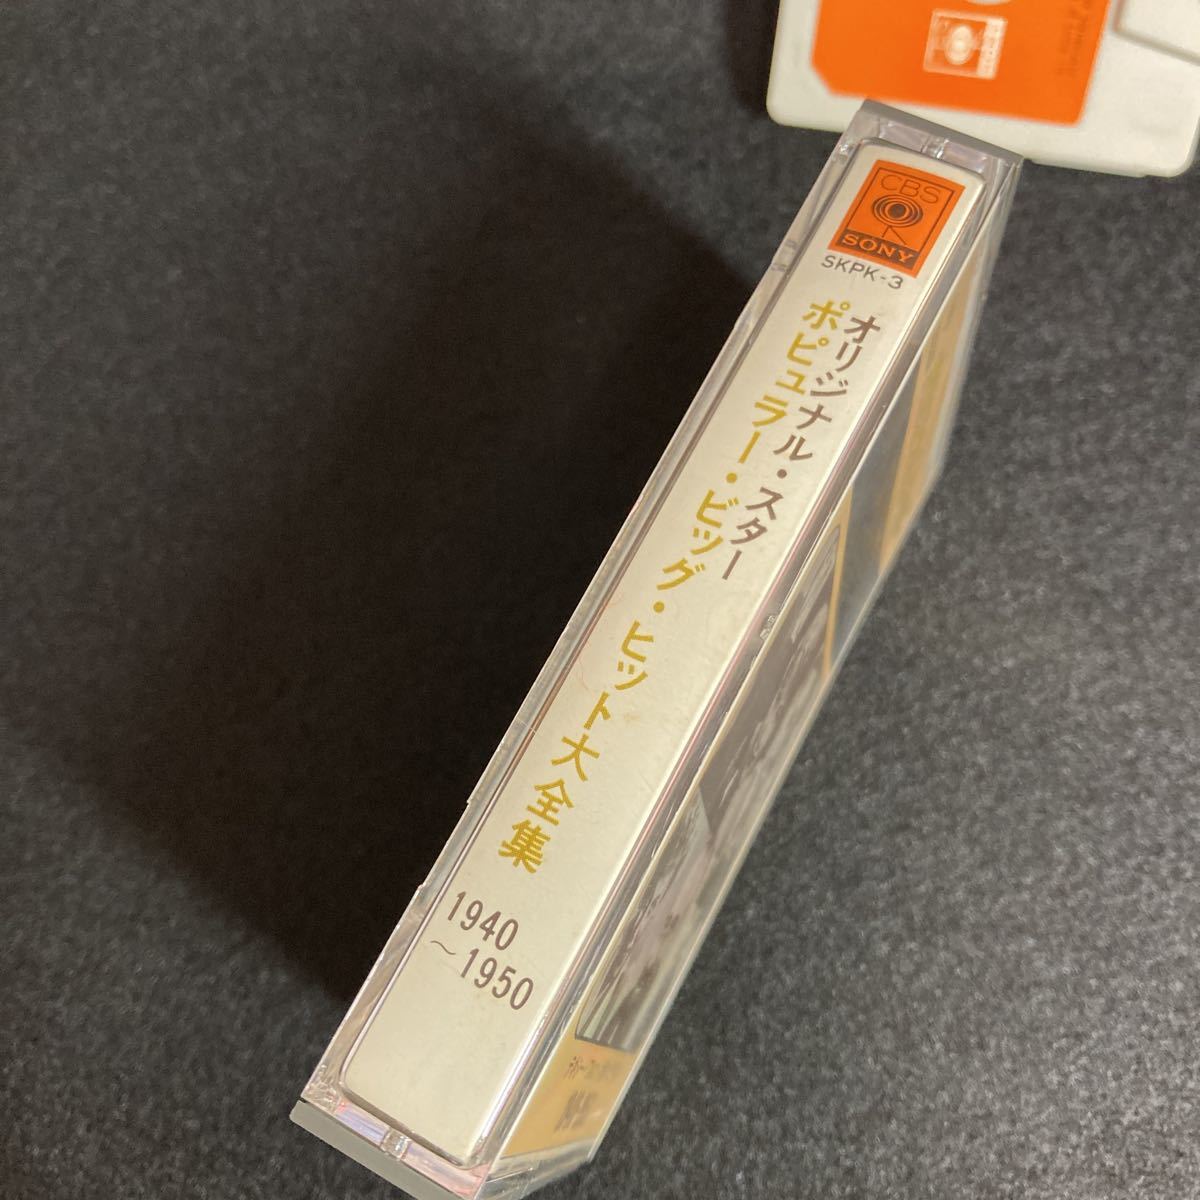 CBS
SONY
SKPK-3
オリジナル・スター
ポピュラー・ビッグ・ヒット大全集
1940
〜1950